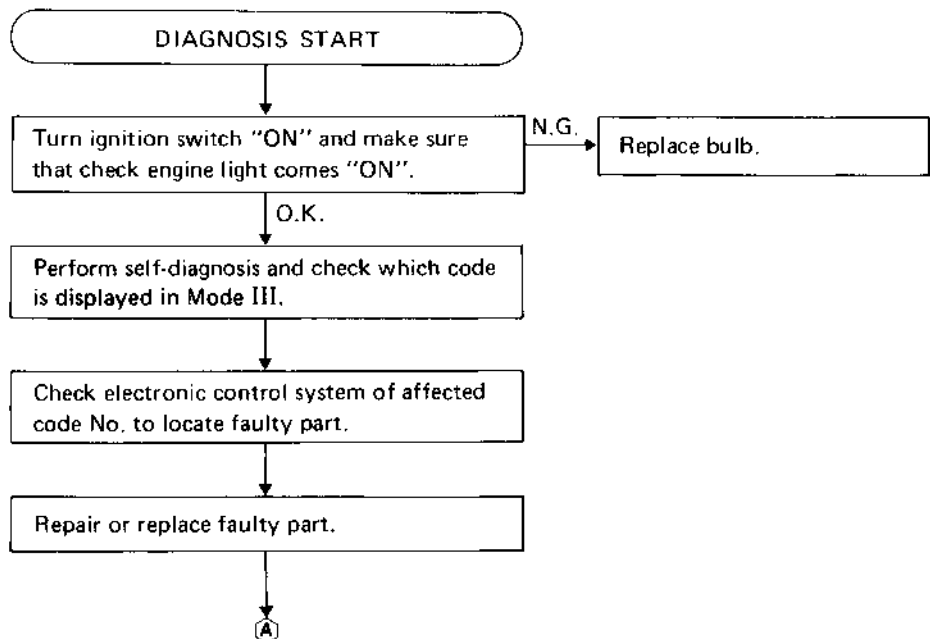 DIAGNOSIS START
Turn ignition switch "ON" and make sure
that check engine light comes "ON".
N.G.
Replace bulb.
O.K.
Perform self-diagnosis and check which code
is displayed in Mode III.
Check electronic control system of affected
code No. to locate faulty part.
Repair or replace faulty part.
A